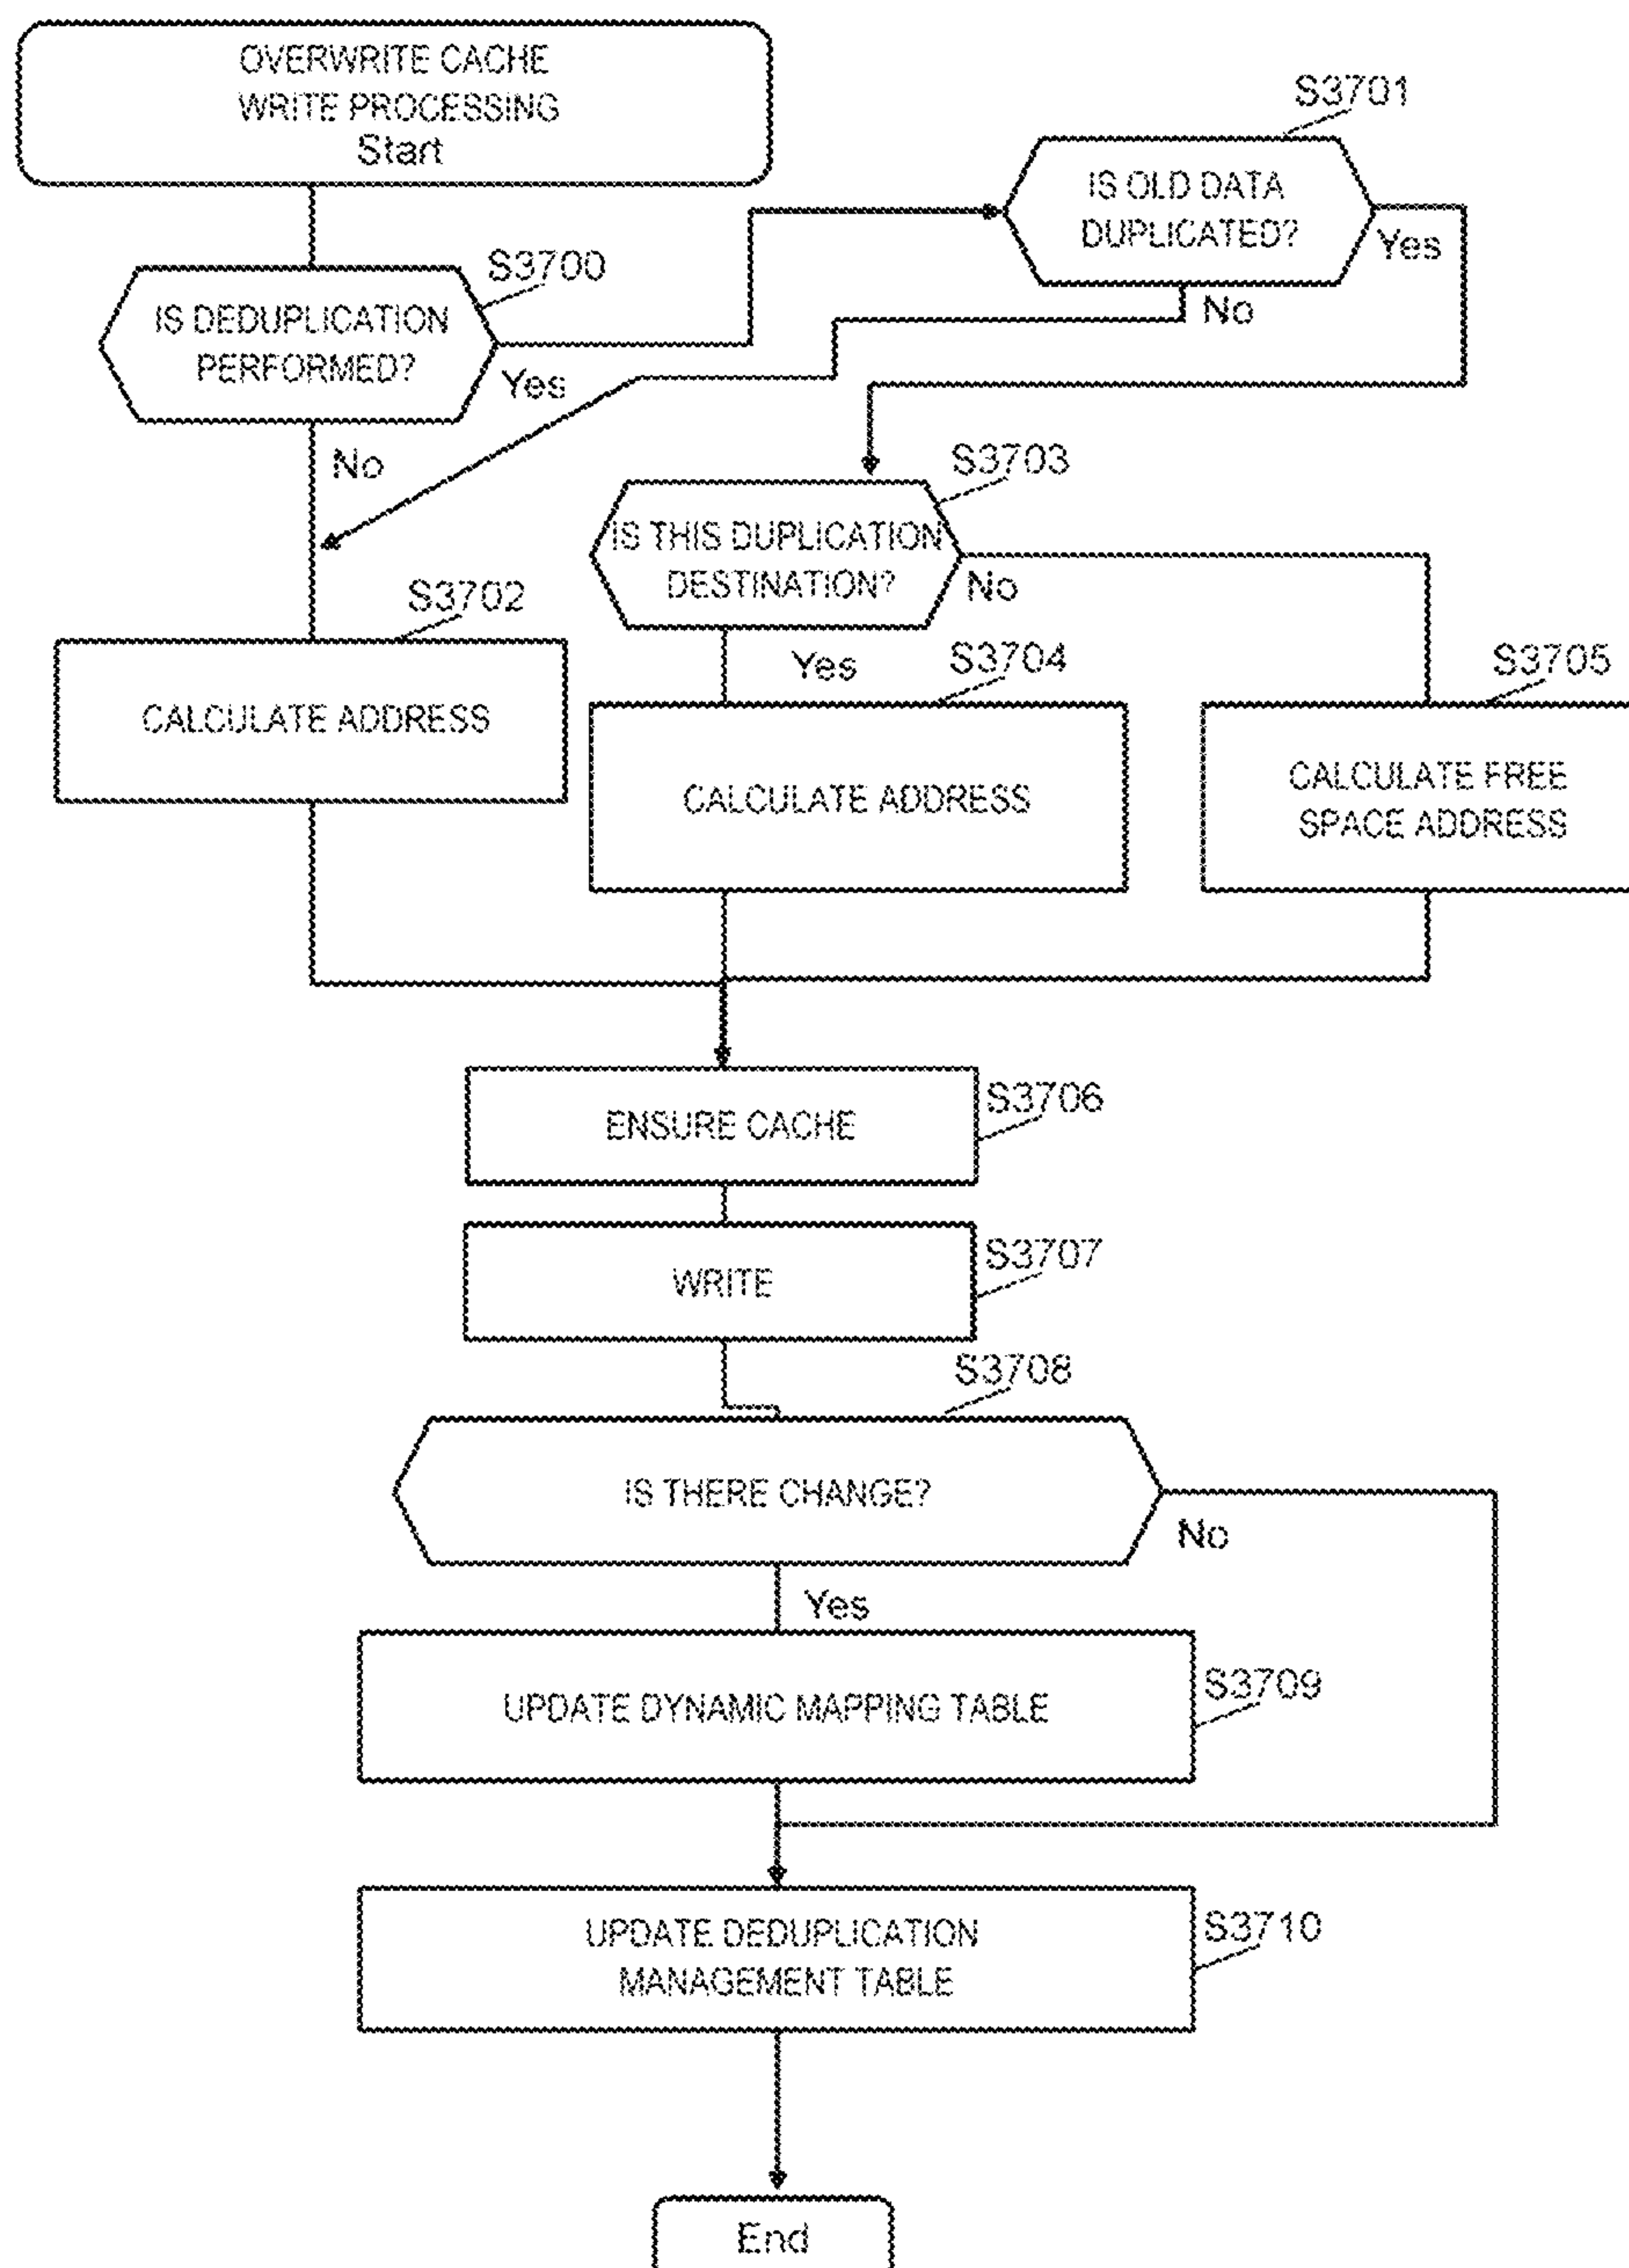 OVERWRITE CACHE
WRITE PROCESSING
Start
S3701
IS OLD DATA
DUPLICATED?
Yes
No
S3700
IS DEDUPLICATION
PERFORMED?
Yes
No
S3703
IS THIS DUPLICATION
DESTINATION?
No
Yes
S3702
CALCULATE ADDRESS
S3704
CALCULATE ADDRESS
S3705
CALCULATE FREE
SPACE ADDRESS
ENSURE CACHE
S3706
WRITE
S3707
S3708
IS THERE CHANGE?
No
Yes
UPDATE DYNAMIC MAPPING TABLE
S3709
UPDATE DEDUPLICATION
MANAGEMENT TABLE
S3710
End